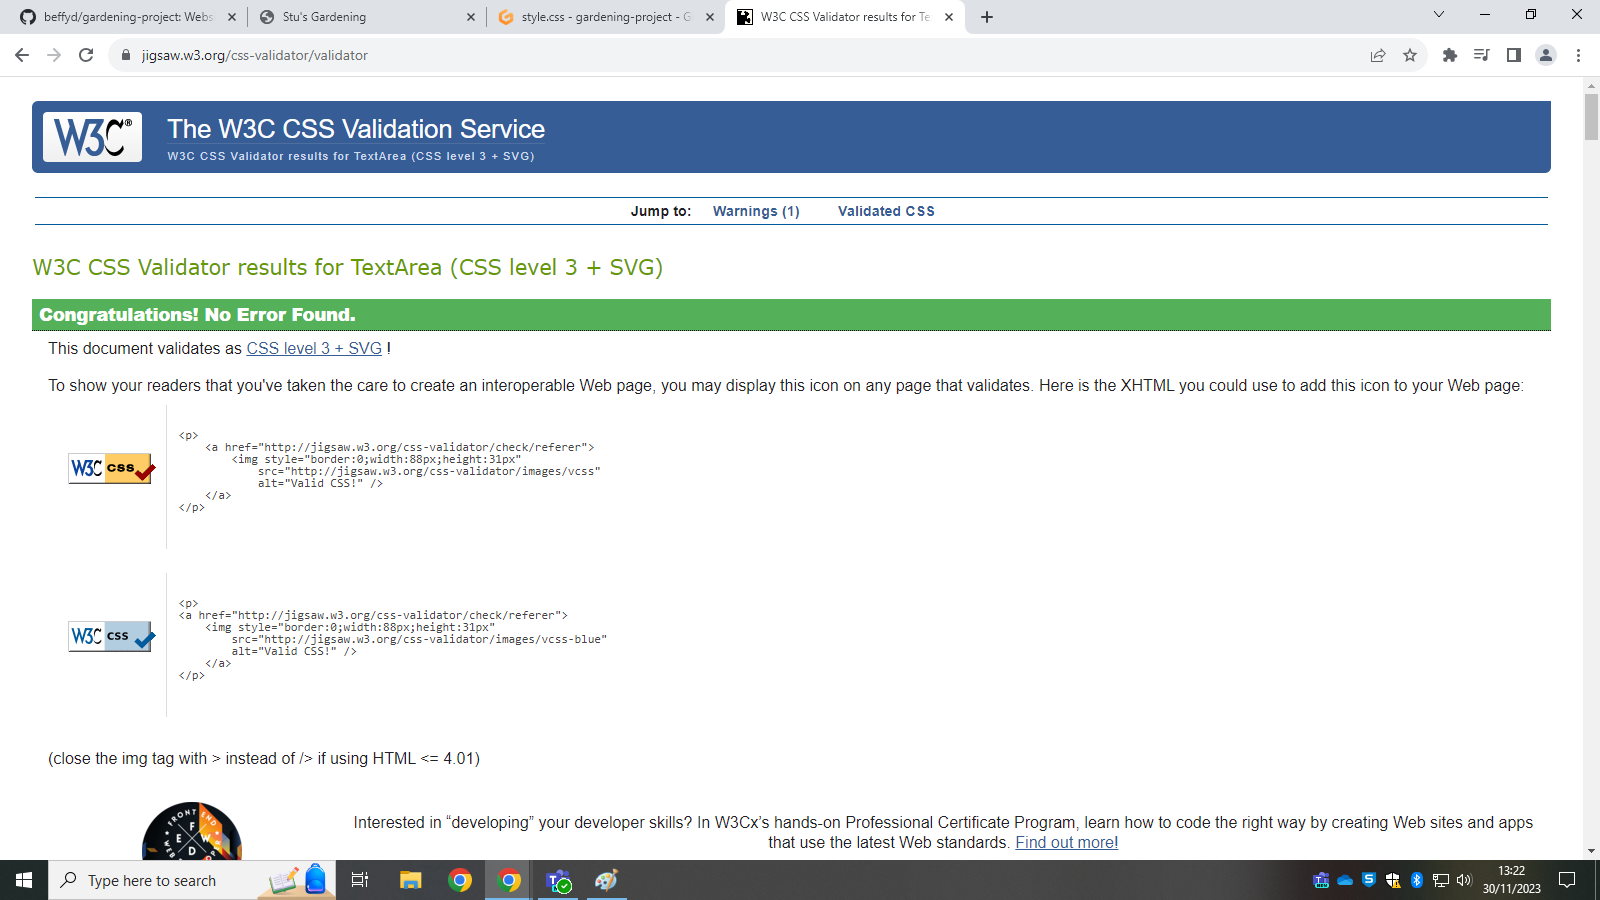 beffyd/gardening-project: Webs
Stu's Gardening
style.css - gardening-project - G
W3C CSS Validator results for Te
jigsaw.w3.org/css-validator/validator
W3C®
The W3C CSS Validation Service
W3C CSS Validator results for TextArea (CSS level 3 + SVG)
Jump to: Warnings (1) Validated CSS
W3C CSS Validator results for TextArea (CSS level 3 + SVG)
Congratulations! No Error Found.
This document validates as CSS level 3 + SVG !
To show your readers that you've taken the care to create an interoperable Web page, you may display this icon on any page that validates. Here is the XHTML you could use to add this icon to your Web page:
W3C CSS
<p>
<a href="http://jigsaw.w3.org/css-validator/check/referer">
<img style="border:0;width:88px;height:31px"
src="http://jigsaw.w3.org/css-validator/images/vcss"
alt="Valid CSS!" />
</a>
</p>
W3C CSS
<p>
<a href="http://jigsaw.w3.org/css-validator/check/referer">
<img style="border:0;width:88px;height:31px"
src="http://jigsaw.w3.org/css-validator/images/vcss-blue"
alt="Valid CSS!" />
</a>
</p>
(close the img tag with > instead of /> if using HTML <= 4.01)
FRONT END
F E W D
Interested in “developing” your developer skills? In W3Cx’s hands-on Professional Certificate Program, learn how to code the right way by creating Web sites and apps
that use the latest Web standards. Find out more!
Type here to search
13:22
30/11/2023